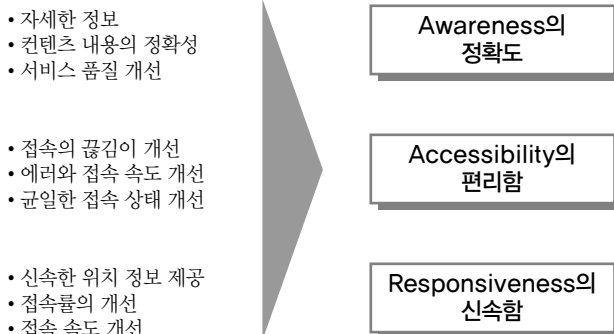 • 자세한 정보
• 컨텐츠 내용의 정확성
• 서비스 품질 개선
Awareness의
정확도
• 접속의 끊김이 개선
• 에러와 접속 속도 개선
• 균일한 접속 상태 개선
Accessibility의
편리함
• 신속한 위치 정보 제공
• 접속률의 개선
• 접속 속도 개선
Responsiveness의
신속함